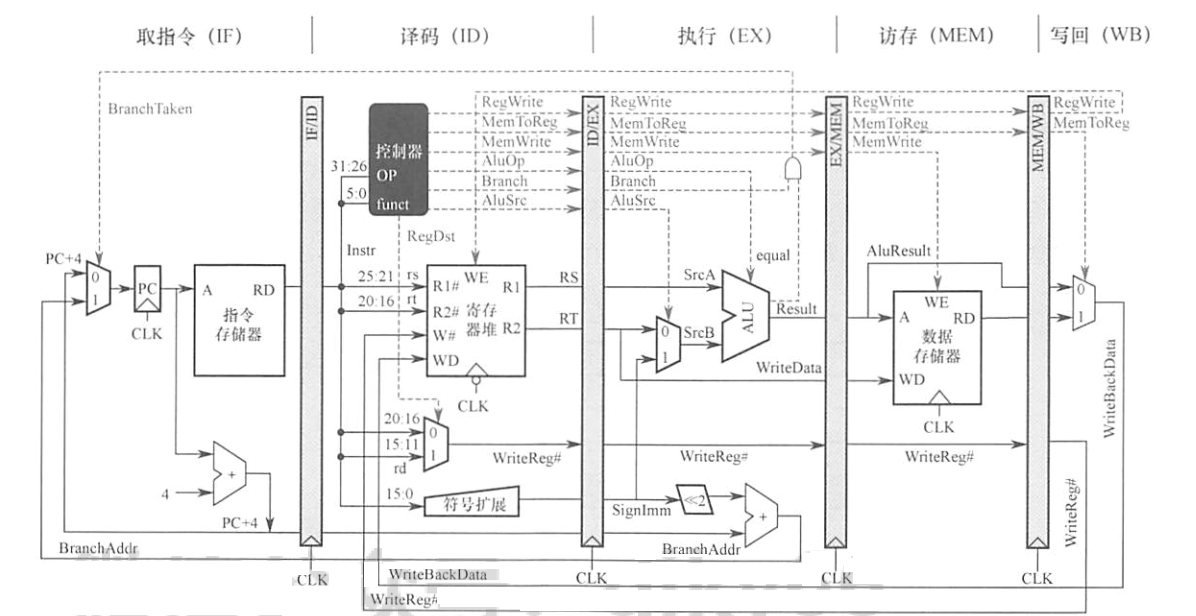 取指令（IF） 译码（ID） 执行（EX） 访存（MEM） 写回（WB）
BranchTaken
IF/ID
控制器
OP
funct
31:26
5:0
RegWrite
MemToReg
MemWrite
AluOp
Branch
AluSrc
RegDst
ID/EX
RegWrite
MemToReg
MemWrite
AluOp
Branch
AluSrc
EX/MEM
RegWrite
MemToReg
MemWrite
MEM/WB
RegWrite
MemToReg
PC+4
0
1
PC
CLK
A RD
指令
存储器
Instr
25:21 rs
20:16 rt
WE
R1# R1
R2# 寄存 R2
W# 器堆
WD
CLK
RS
RT
SrcA
0
1
SrcB
ALU
equal
Result
WriteData
AluResult
WE
A RD
数据
存储器
WD
CLK
0
1
WriteBackData
20:16 0
15:11 1
rd
WriteReg#
WriteReg#
WriteReg#
WriteReg#
4
+
PC+4
15:0
符号扩展
SignImm
≪2
+
BranchAddr
BranchAddr
CLK
WriteBackData
CLK
CLK
CLK
WriteReg#